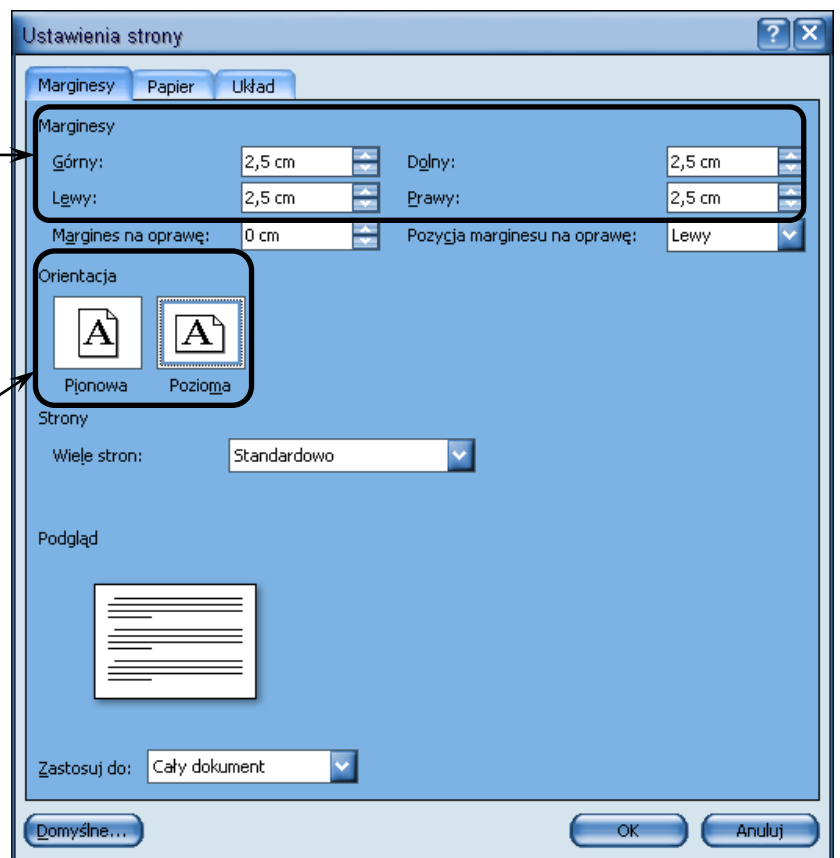 Ustawienia strony
Marginesy Papier Układ
Marginesy
Górny: 2,5 cm Dolny: 2,5 cm
Lewy: 2,5 cm Prawy: 2,5 cm
Margines na oprawę: 0 cm Pozycja marginesu na oprawę: Lewy
Orientacja
A A
Pionowa Pozioma
Strony
Wiele stron: Standardowo
Podgląd
Zastosuj do: Cały dokument
Domyślne... OK Anuluj